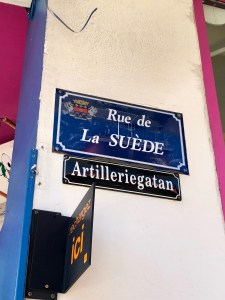 Rue de
La SUÈDE
Artilleriegatan
ici